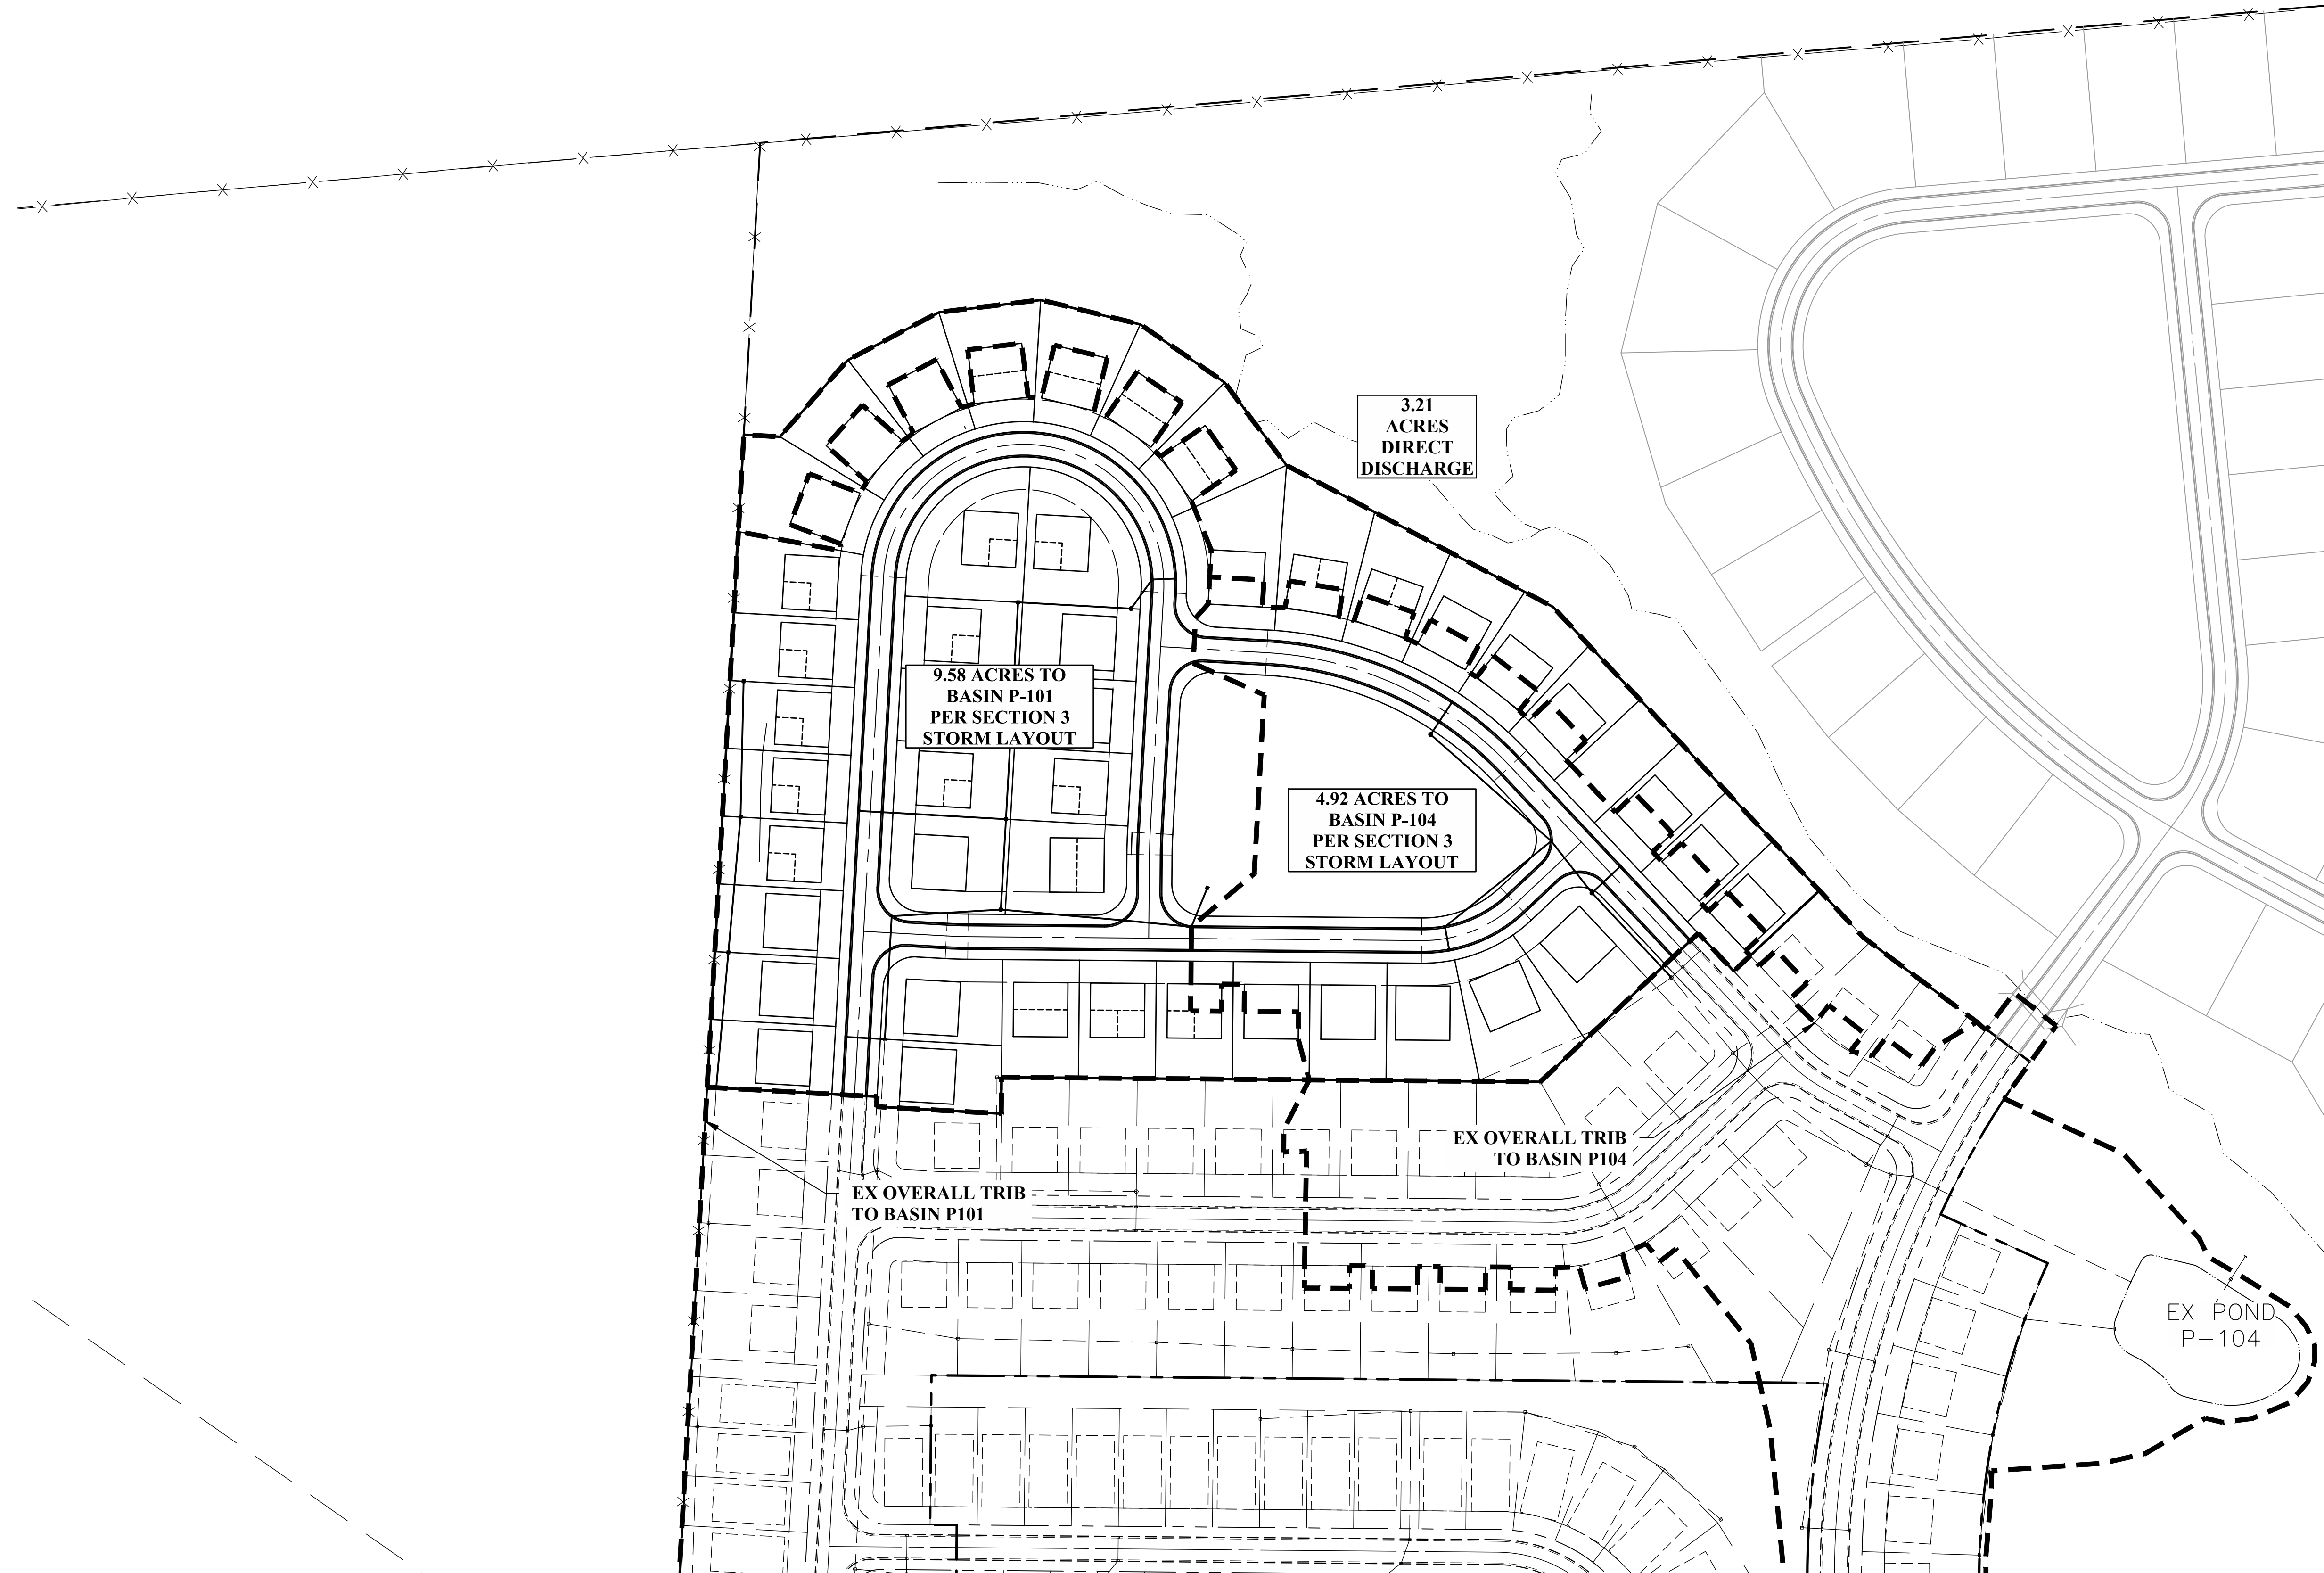 3.21
ACRES
DIRECT
DISCHARGE
9.58 ACRES TO
BASIN P-101
PER SECTION 3
STORM LAYOUT
4.92 ACRES TO
BASIN P-104
PER SECTION 3
STORM LAYOUT
EX OVERALL TRIB
TO BASIN P104
EX OVERALL TRIB
TO BASIN P101
EX POND
P-104